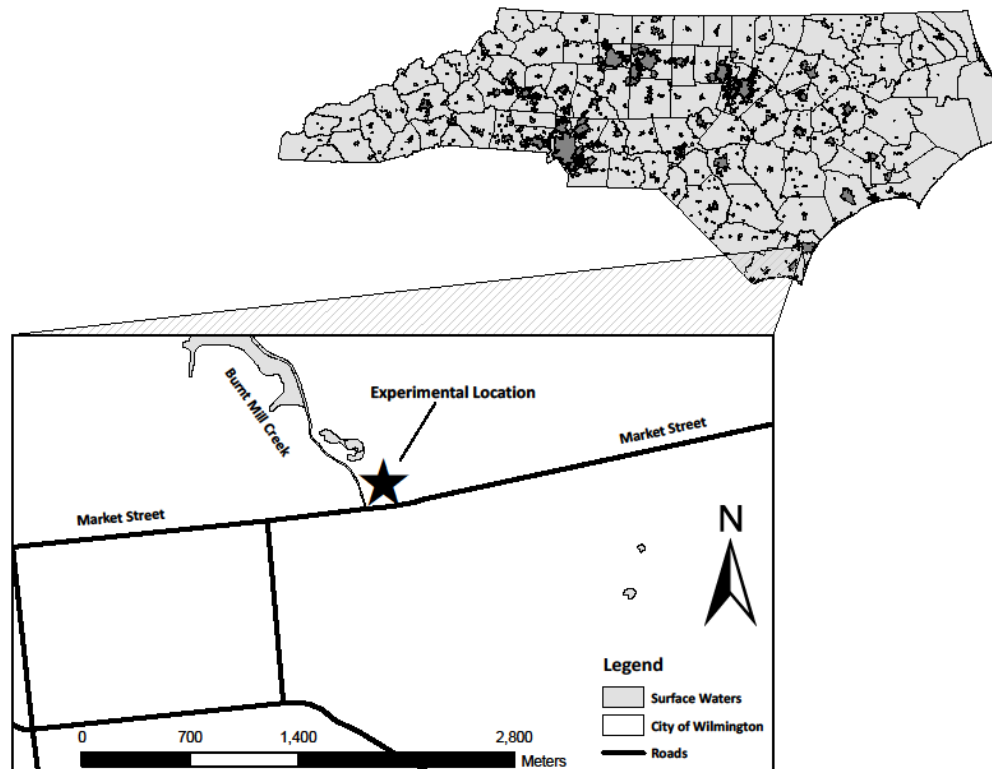 Burnt Mill Creek
Experimental Location
Market Street
Market Street
N
Legend
Surface Waters
City of Wilmington
Roads
0 700 1,400 2,800
Meters